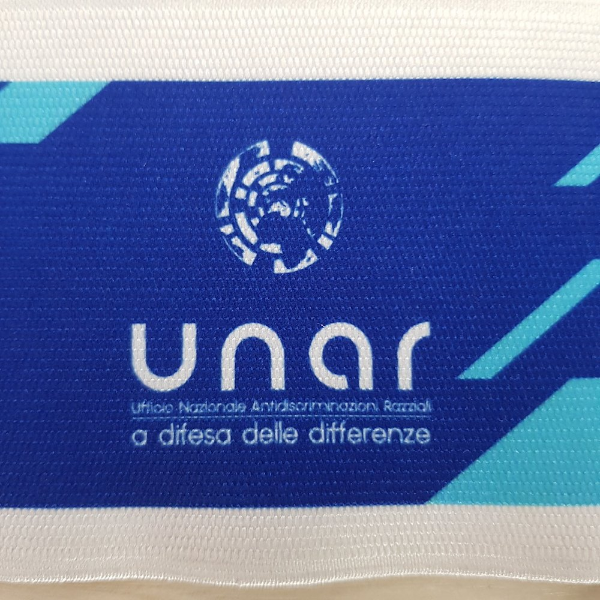 unar
Ufficio Nazionale Antidiscriminazioni Razziali
a difesa delle differenze